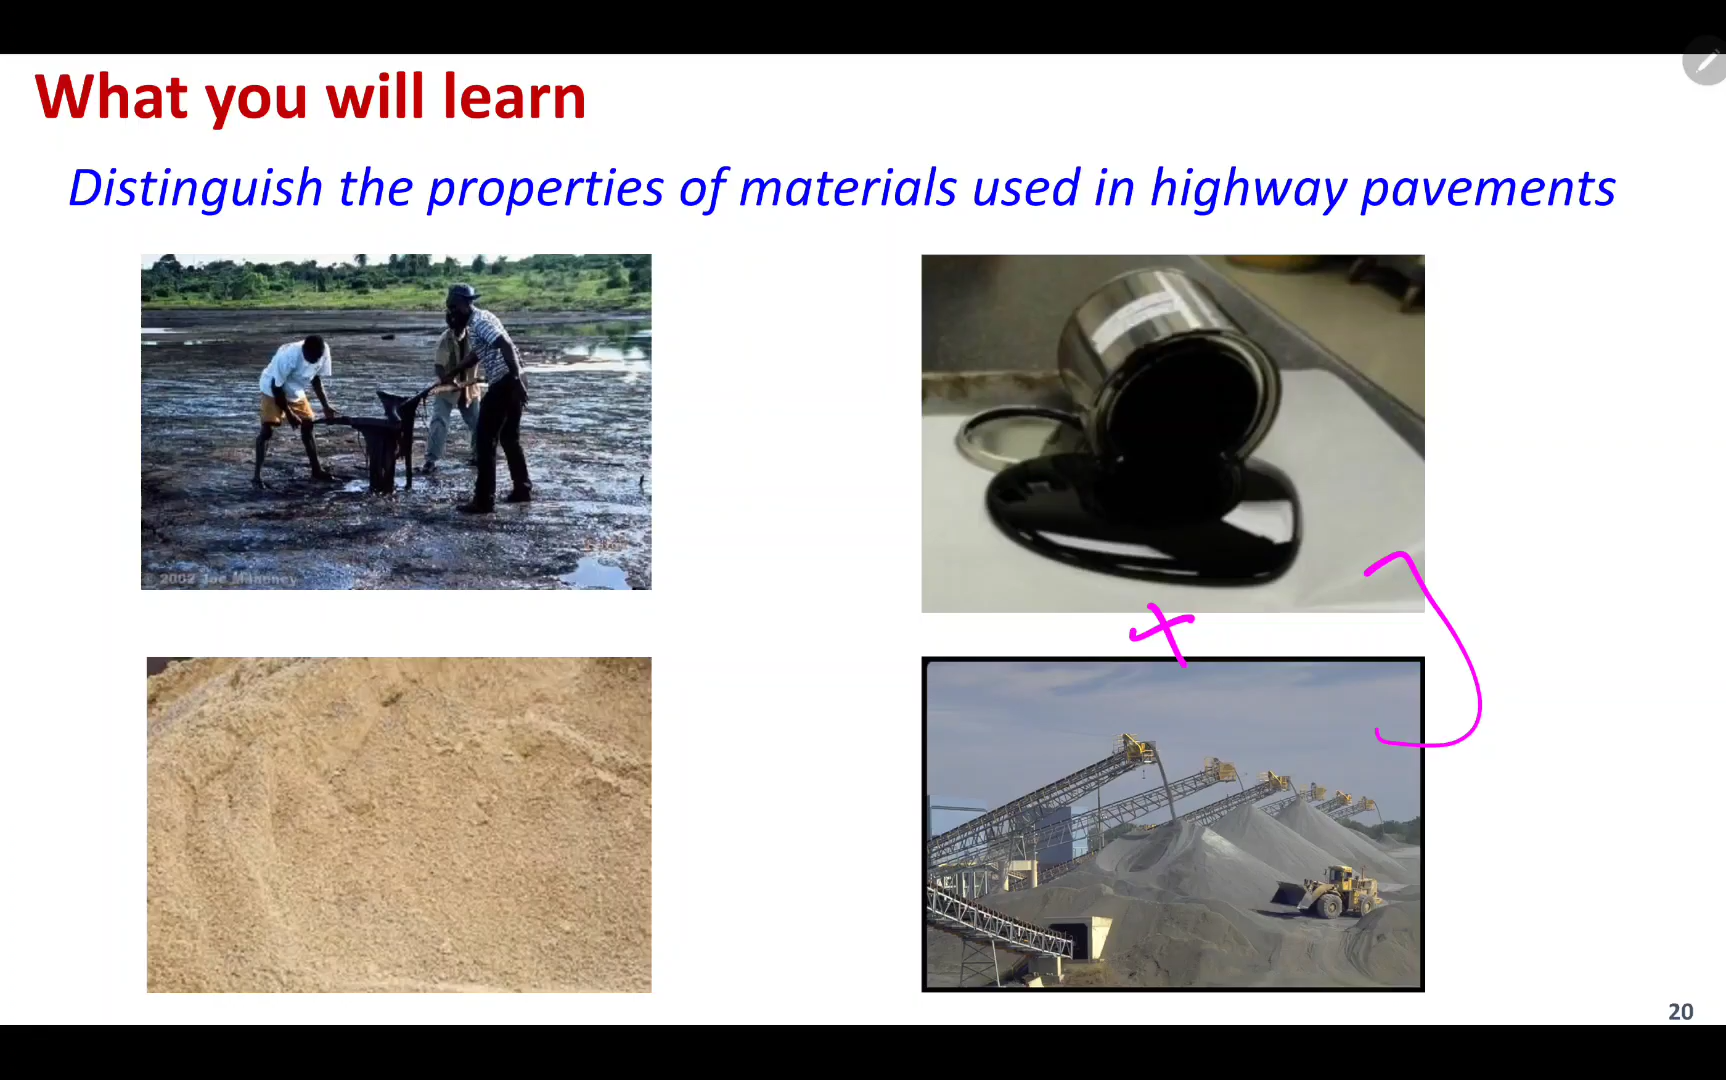 What you will learn
Distinguish the properties of materials used in highway pavements
© 2002 Joe Mahoney
+
20